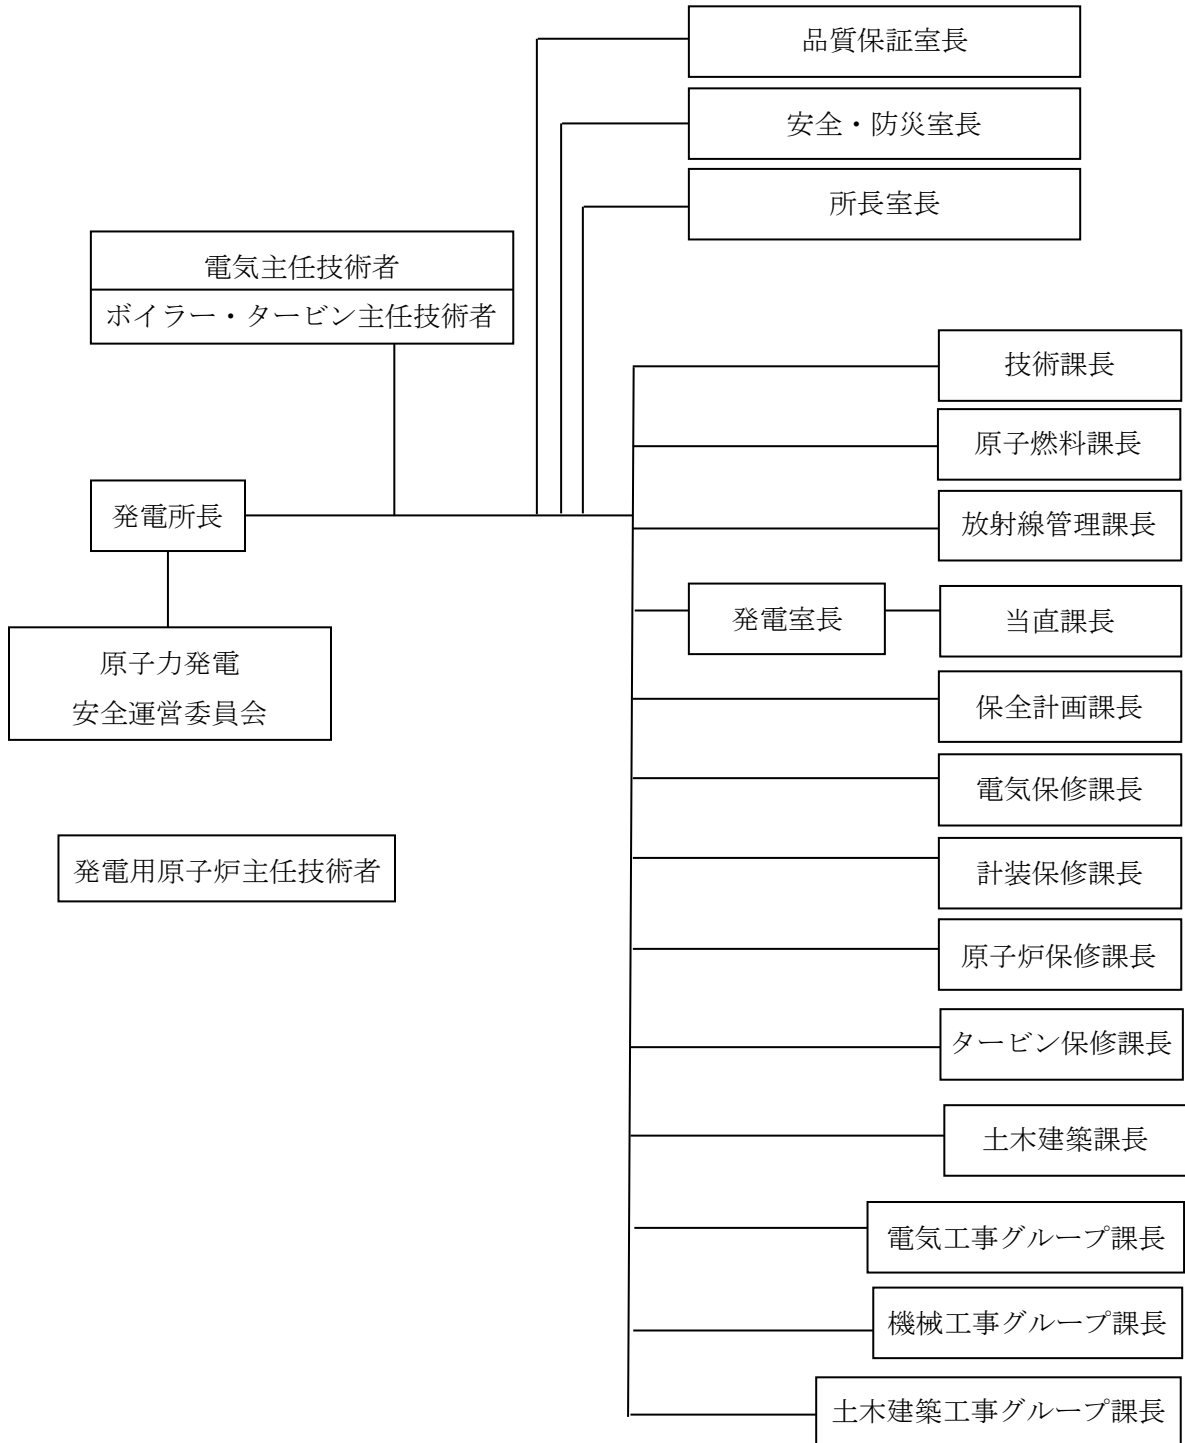 品質保証室長
安全・防災室長
所長室長
電気主任技術者
ボイラー・タービン主任技術者
技術課長
原子燃料課長
発電所長
放射線管理課長
発電室長
当直課長
原子力発電
安全運営委員会
保全計画課長
電気保修課長
発電用原子炉主任技術者
計装保修課長
原子炉保修課長
タービン保修課長
土木建築課長
電気工事グループ課長
機械工事グループ課長
土木建築工事グループ課長